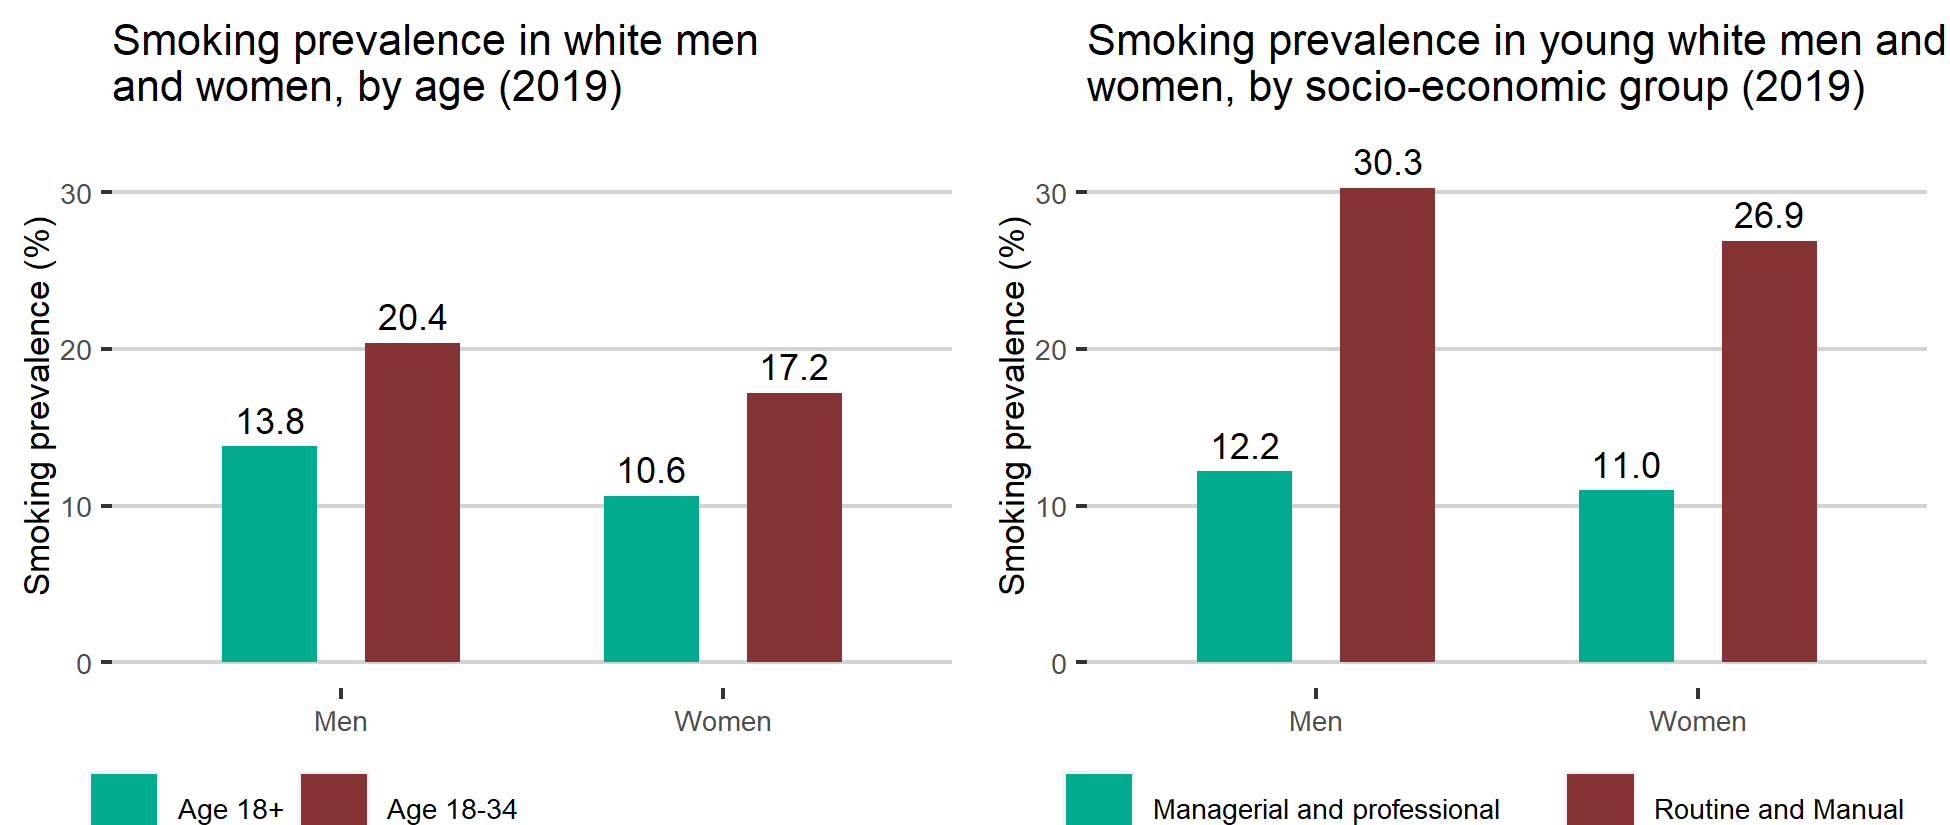 Smoking prevalence in white men
and women, by age (2019)
Smoking prevalence (%)
30
20
10
0
13.8
20.4
10.6
17.2
Men
Women
Age 18+
Age 18-34
Smoking prevalence in young white men and
women, by socio-economic group (2019)
Smoking prevalence (%)
30
20
10
0
12.2
30.3
11.0
26.9
Men
Women
Managerial and professional
Routine and Manual